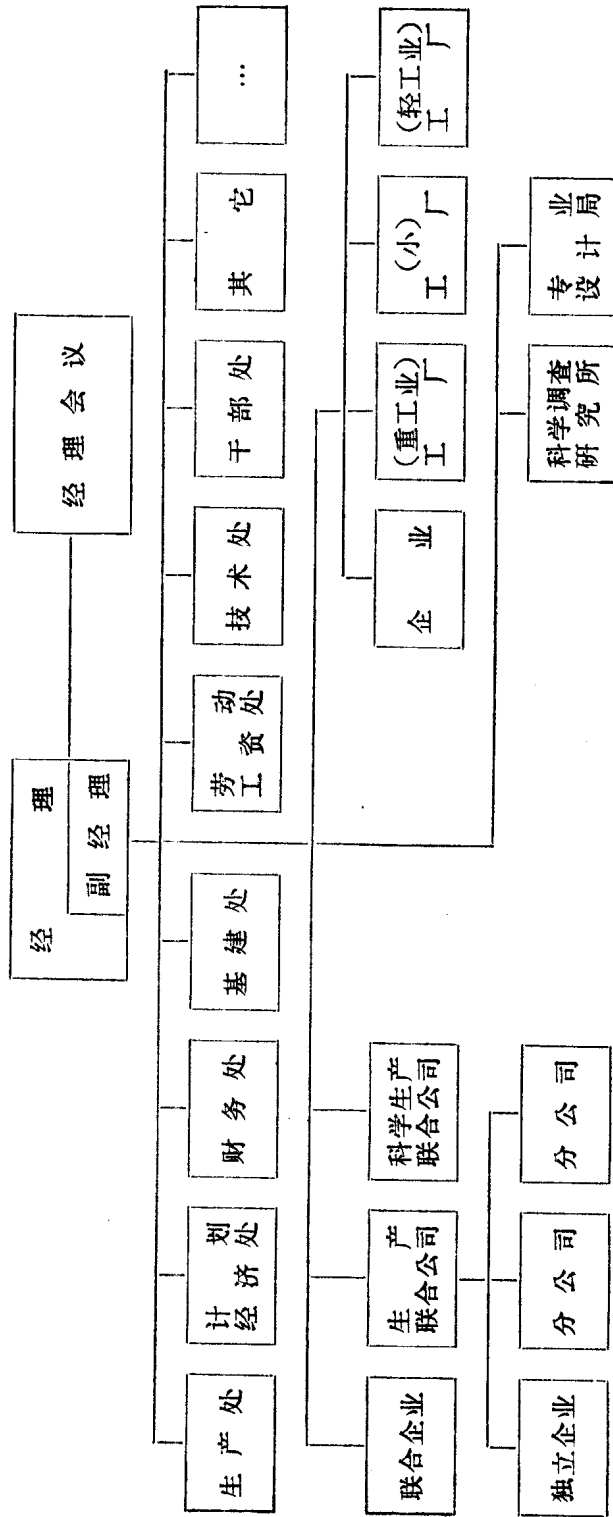 经理
副经理
经理会议
生产处
计划
经济处
财务处
基建处
劳动
工资处
技术处
干部处
其它
…
联合企业
生产
联合公司
科学生产
联合公司
企业
(重工业)
工厂
(小)
工厂
(轻工业)
工厂
独立企业
分公司
分公司
科学调查
研究所
专业
设计局